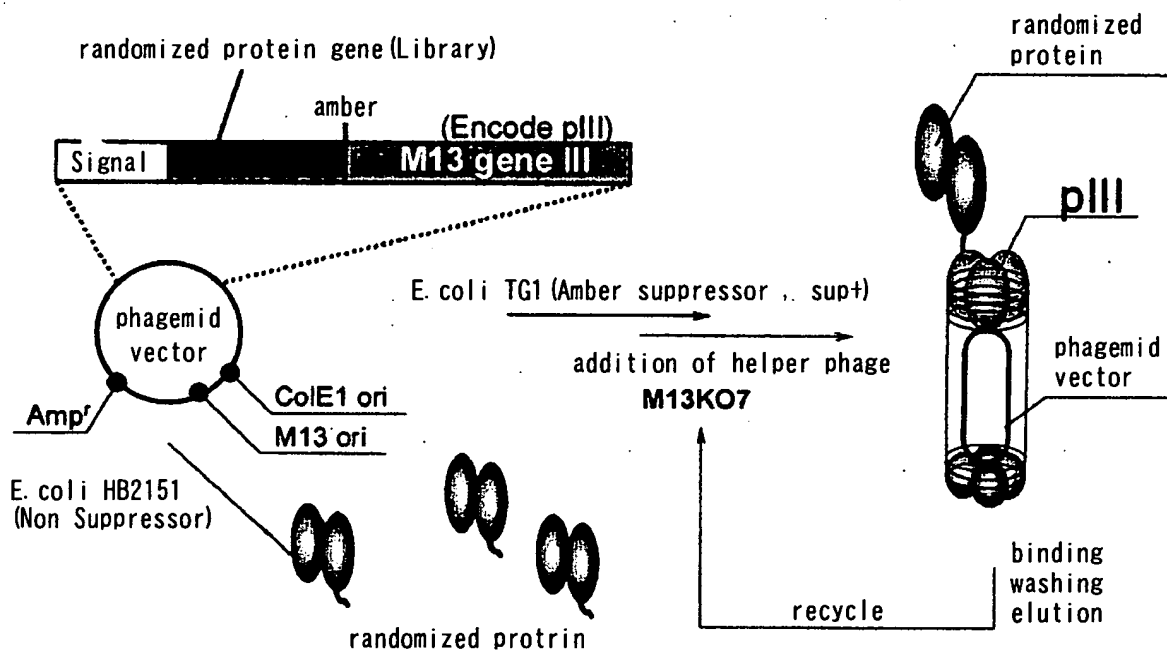 randomized protein gene (Library)
amber
(Encode pIII)
Signal
M13 gene III
phagemid
vector
Ampr
ColE1 ori
M13 ori
E. coli HB2151
(Non Suppressor)
randomized protrin
E. coli TG1 (Amber suppressor , sup+)
addition of helper phage
M13KO7
randomized
protein
pIII
phagemid
vector
binding
washing
elution
recycle